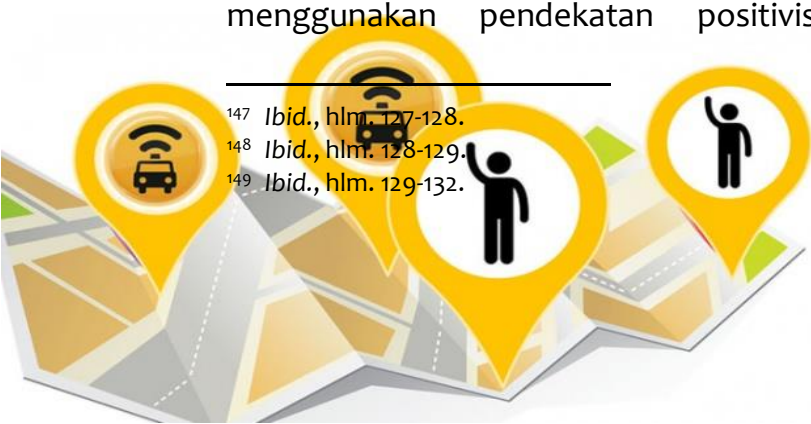 menggunakan pendekatan positivis
147 Ibid., hlm. 127-128.
148 Ibid., hlm. 128-129.
149 Ibid., hlm. 129-132.